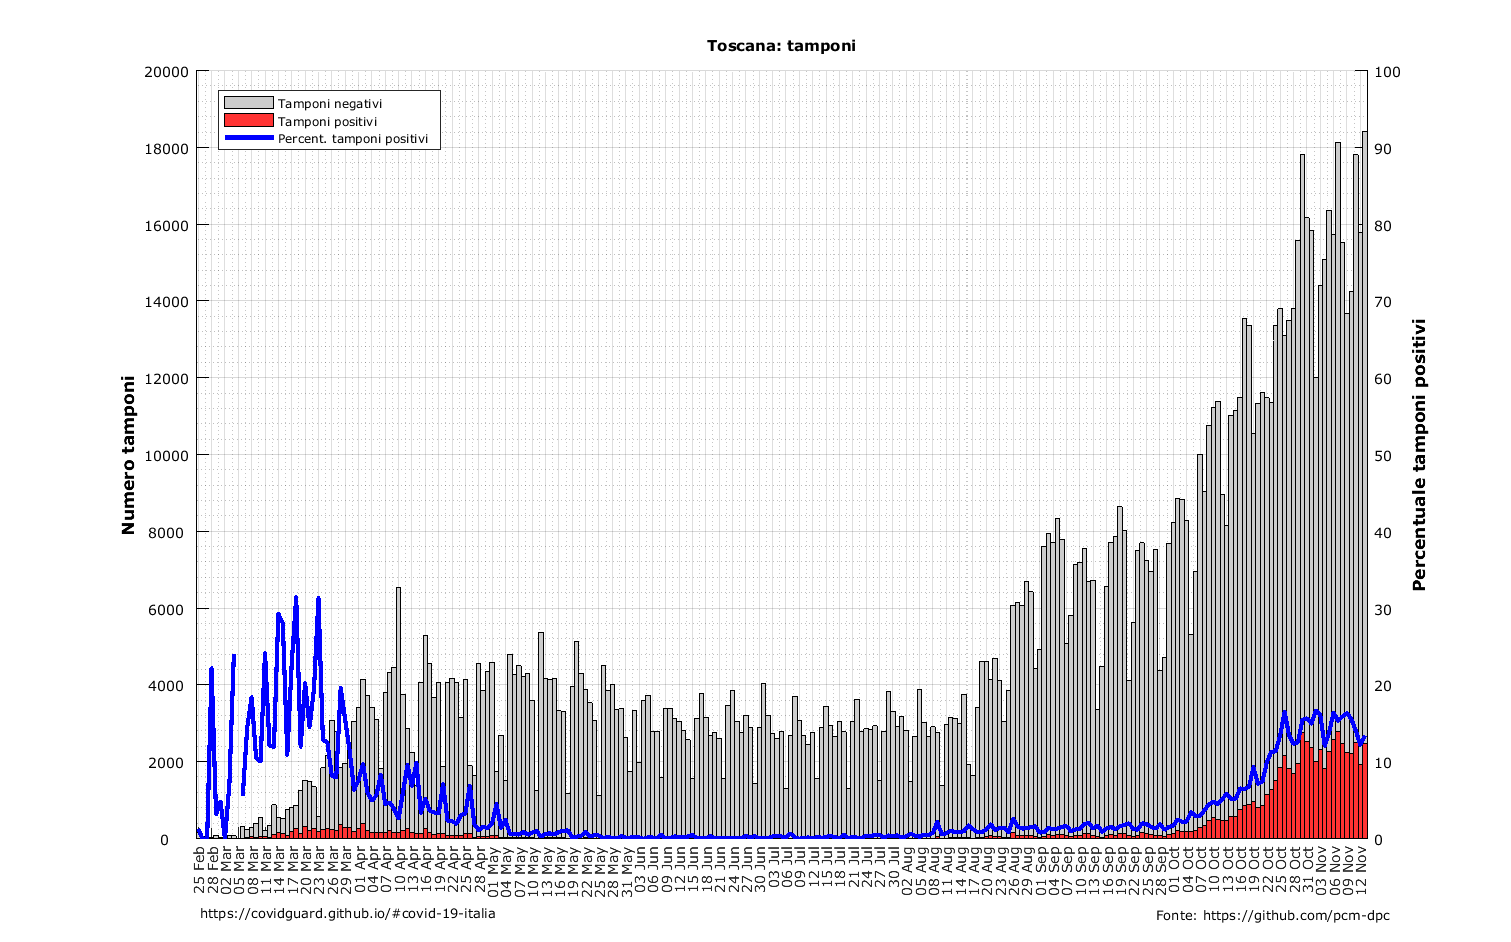 Toscana: tamponi
Tamponi negativi
Tamponi positivi
Percent. tamponi positivi
Numero tamponi
20000
18000
16000
14000
12000
10000
8000
6000
4000
2000
0
100
90
80
70
60
50
40
30
20
10
0
Percentuale tamponi positivi
25 Feb
28 Feb
02 Mar
05 Mar
08 Mar
11 Mar
14 Mar
17 Mar
20 Mar
23 Mar
26 Mar
29 Mar
01 Apr
04 Apr
07 Apr
10 Apr
13 Apr
16 Apr
19 Apr
22 Apr
25 Apr
28 Apr
01 May
04 May
07 May
10 May
13 May
16 May
19 May
22 May
25 May
28 May
31 May
03 Jun
06 Jun
09 Jun
12 Jun
15 Jun
18 Jun
21 Jun
24 Jun
27 Jun
30 Jun
03 Jul
06 Jul
09 Jul
12 Jul
15 Jul
18 Jul
21 Jul
24 Jul
27 Jul
30 Jul
02 Aug
05 Aug
08 Aug
11 Aug
14 Aug
17 Aug
20 Aug
23 Aug
26 Aug
29 Aug
01 Sep
04 Sep
07 Sep
10 Sep
13 Sep
16 Sep
19 Sep
22 Sep
25 Sep
28 Sep
01 Oct
04 Oct
07 Oct
10 Oct
13 Oct
16 Oct
19 Oct
22 Oct
25 Oct
28 Oct
31 Oct
03 Nov
06 Nov
09 Nov
12 Nov
https://covidguard.github.io/#covid-19-italia
Fonte: https://github.com/pcm-dpc